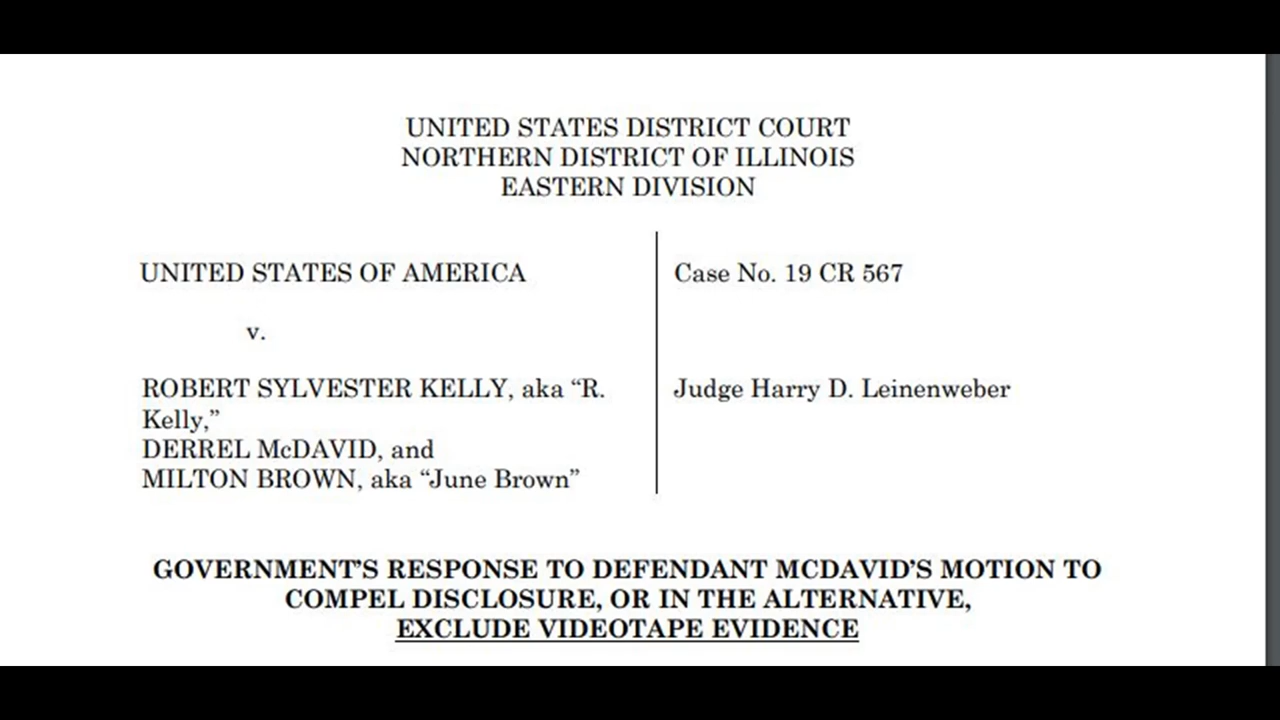 UNITED STATES DISTRICT COURT
NORTHERN DISTRICT OF ILLINOIS
EASTERN DIVISION
UNITED STATES OF AMERICA
v.
ROBERT SYLVESTER KELLY, aka “R.
Kelly,”
DERREL McDAVID, and
MILTON BROWN, aka “June Brown”
Case No. 19 CR 567
Judge Harry D. Leinenweber
GOVERNMENT’S RESPONSE TO DEFENDANT MCDAVID’S MOTION TO
COMPEL DISCLOSURE, OR IN THE ALTERNATIVE,
EXCLUDE VIDEOTAPE EVIDENCE